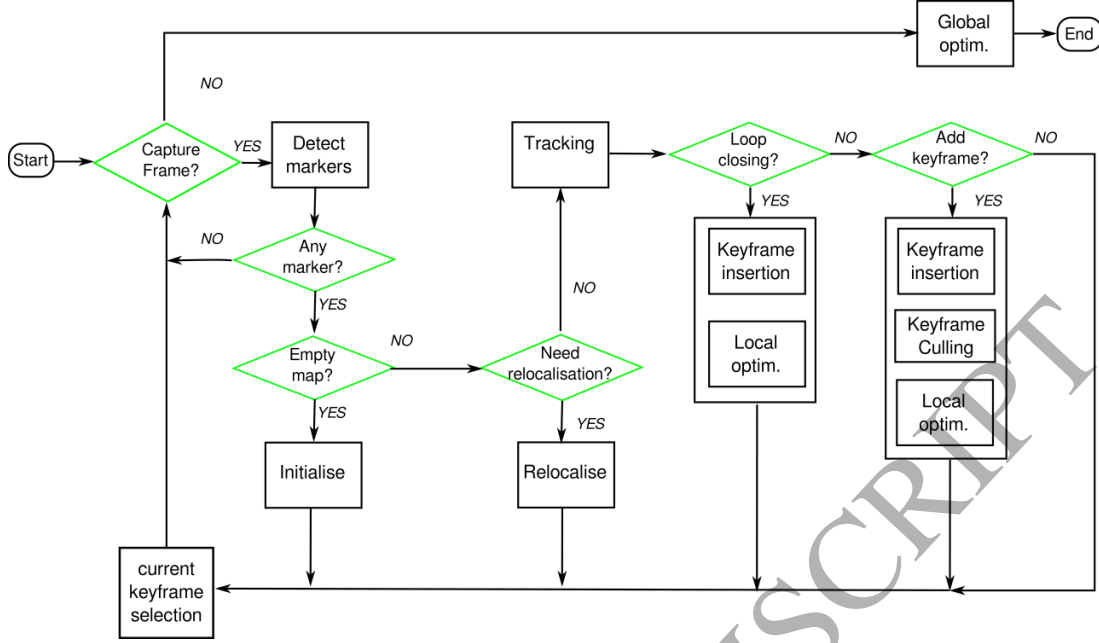 Global
optim.
End
NO
Start
Capture
Frame?
YES
Detect
markers
Tracking
Loop
closing?
NO
Add
keyframe?
NO
YES
YES
NO
Any
marker?
Keyframe
insertion
Keyframe
insertion
YES
NO
Keyframe
Culling
NO
Empty
map?
Need
relocalisation?
Local
optim.
Local
optim.
YES
YES
Initialise
Relocalise
current
keyframe
selection
SCRIPT